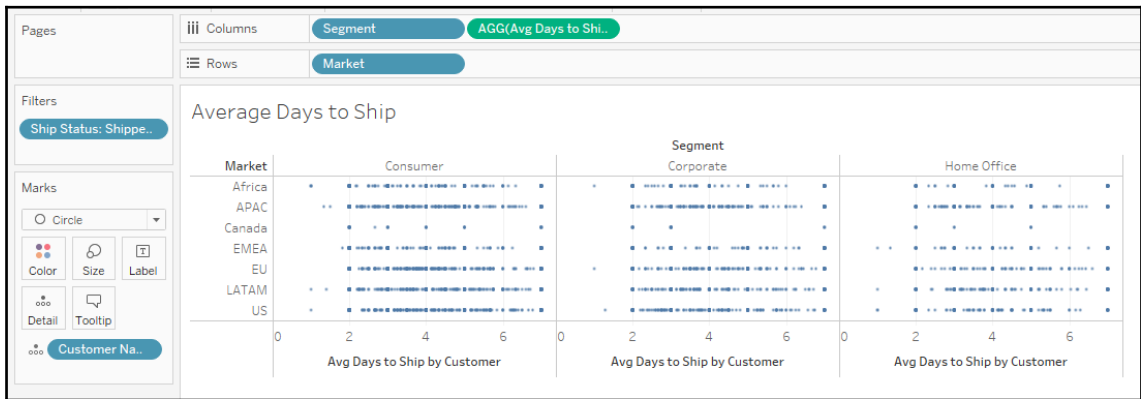 Pages
Columns
Segment
AGG(Avg Days to Shi..
Rows
Market
Filters
Ship Status: Shippe..
Marks
Circle
Color
Size
T
Label
Detail
Tooltip
Customer Na..
Average Days to Ship
Segment
Market Consumer Corporate Home Office
Africa
APAC
Canada
EMEA
EU
LATAM
US
0 2 4 6 0 2 4 6 0 2 4 6
Avg Days to Ship by Customer Avg Days to Ship by Customer Avg Days to Ship by Customer